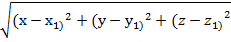 √(x − x₁)² + (y − y₁)² + (z − z₁)²